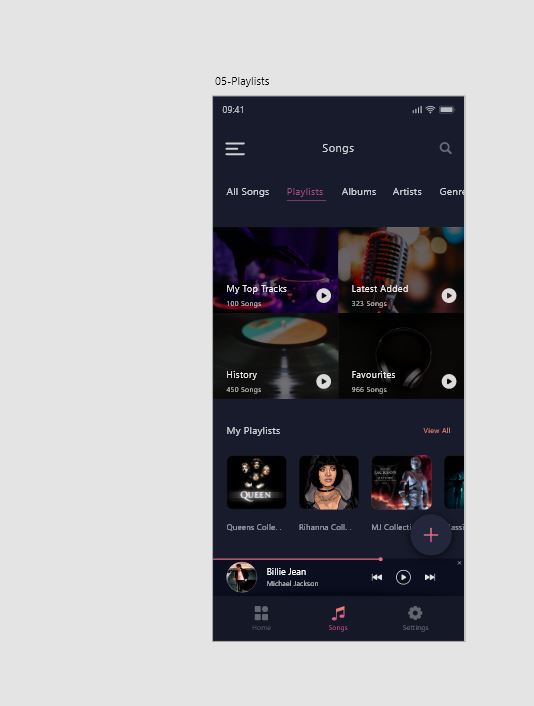 05-Playlists
09:41
Songs
All Songs Playlists Albums Artists Genre
My Top Tracks
100 Songs
Latest Added
323 Songs
History
450 Songs
Favourites
966 Songs
My Playlists View All
QUEEN
JACKSON
Queens Colle.. Rihanna Coll.. MJ Collecti assi
Billie Jean
Michael Jackson
Home Songs Settings